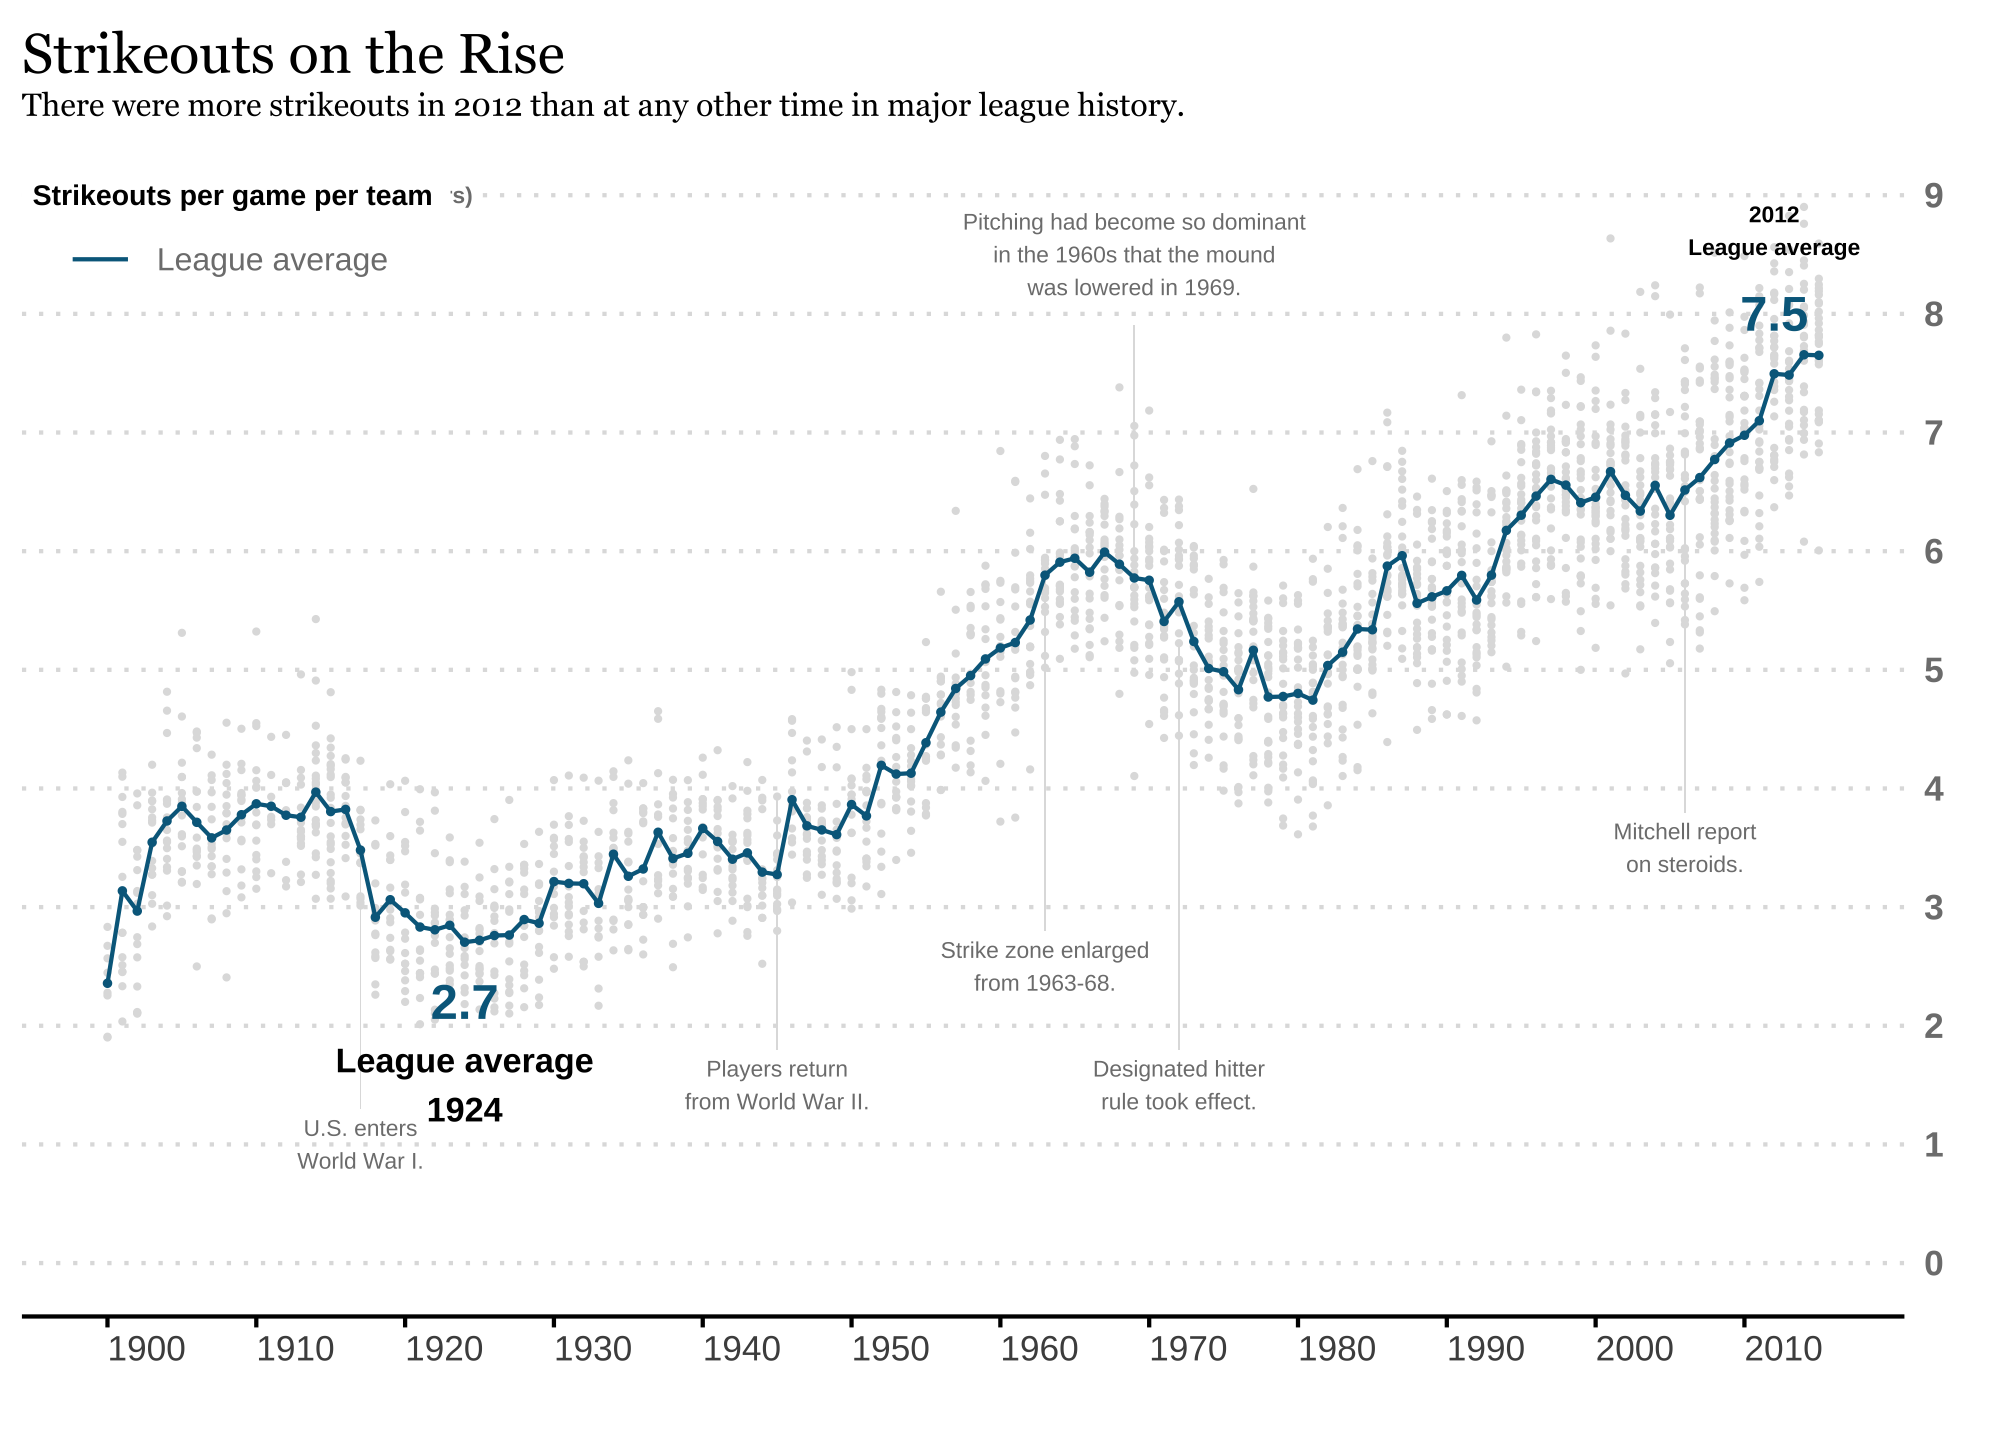 Strikeouts on the Rise
There were more strikeouts in 2012 than at any other time in major league history.
Strikeouts per game per team s)
League average
Pitching had become so dominant
in the 1960s that the mound
was lowered in 1969.
2012
League average
7.5
9
8
7
6
5
4
3
2
1
0
Mitchell report
on steroids.
Strike zone enlarged
from 1963-68.
2.7
League average
1924
U.S. enters
World War I.
Players return
from World War II.
Designated hitter
rule took effect.
1900 1910 1920 1930 1940 1950 1960 1970 1980 1990 2000 2010